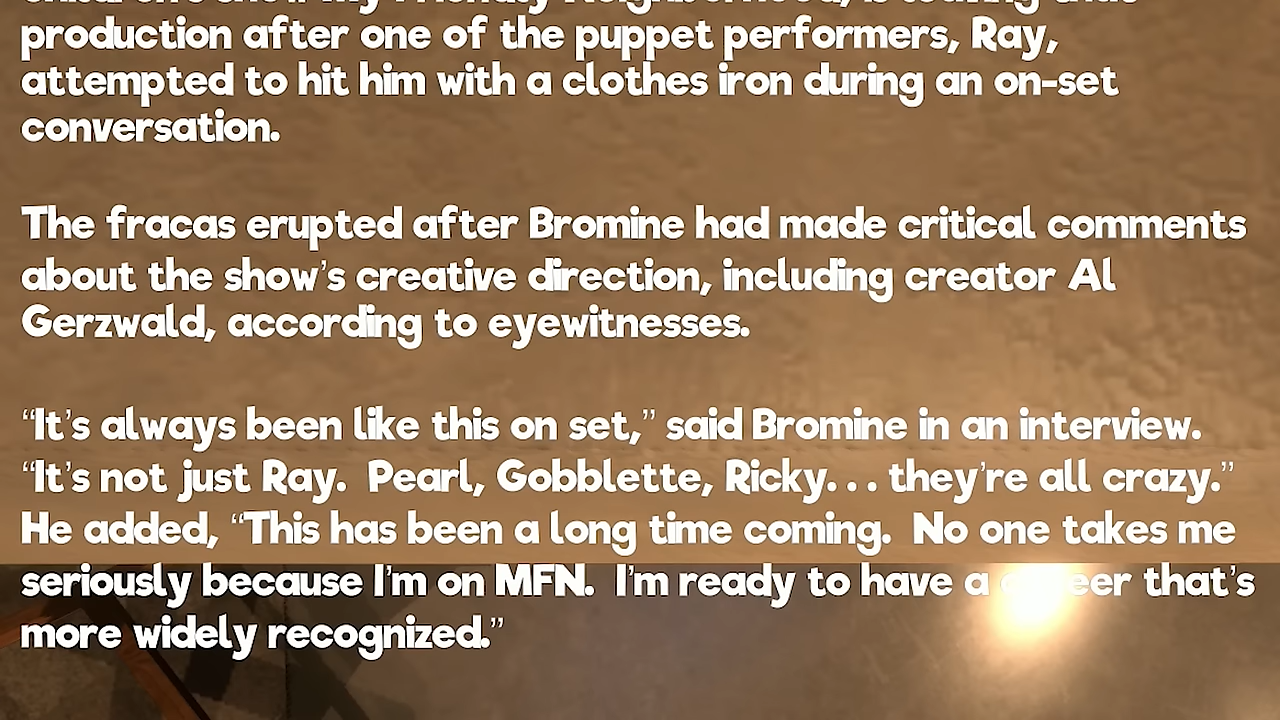 production after one of the puppet performers, Ray,
attempted to hit him with a clothes iron during an on-set
conversation.
The fracas erupted after Bromine had made critical comments
about the show's creative direction, including creator Al
Gerzwald, according to eyewitnesses.
“It's always been like this on set,” said Bromine in an interview.
“It's not just Ray.  Pearl, Gobblette, Ricky. . . they're all crazy.”
He added, “This has been a long time coming.  No one takes me
seriously because I'm on MFN.  I'm ready to have a career that's
more widely recognized.”